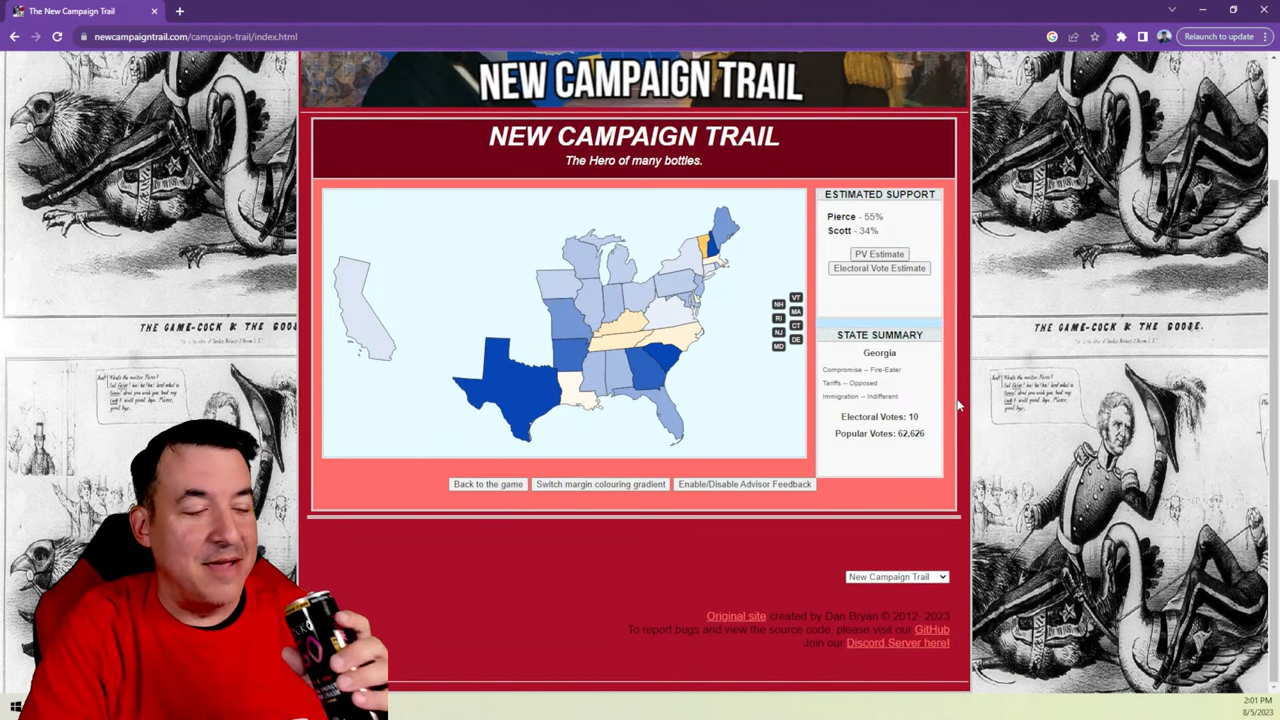 The New Campaign Trail
newcampaigntrail.com/campaign-trail/index.html
Relaunch to update
NEW CAMPAIGN TRAIL
NEW CAMPAIGN TRAIL
The Hero of many bottles.
ESTIMATED SUPPORT
Pierce - 55%
Scott - 34%
PV Estimate
Electoral Vote Estimate
NH
VT
RI
MA
NJ
CT
MD
DE
STATE SUMMARY
Georgia
Compromise -- Fire-Eater
Tariffs -- Opposed
Immigration -- Indifferent
Electoral Votes: 10
Popular Votes: 62,626
Back to the game
Switch margin colouring gradient
Enable/Disable Advisor Feedback
THE GAME-COCK & THE GOOSE
THE GAME-COCK & THE GOOS
New Campaign Trail
Original site created by Dan Bryan © 2012- 2023
To report bugs and view the source code, please visit our GitHub
Join our Discord Server here!
2:01 PM
8/5/2023